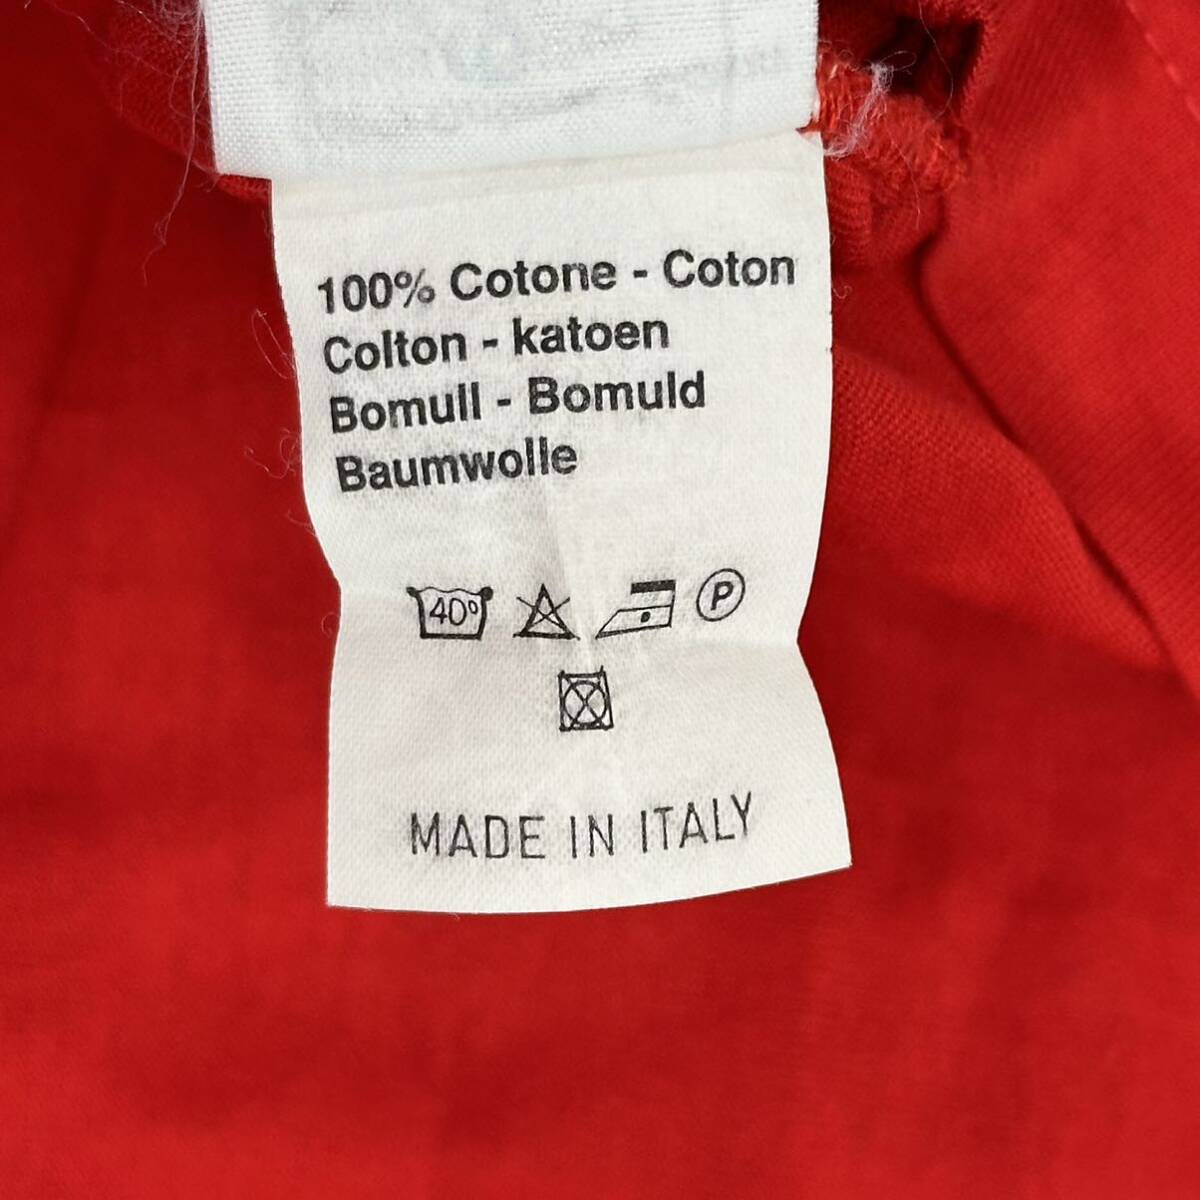 100% Cotone - Coton
Colton - katoen
Bomull - Bomuld
Baumwolle
40°
P
MADE IN ITALY